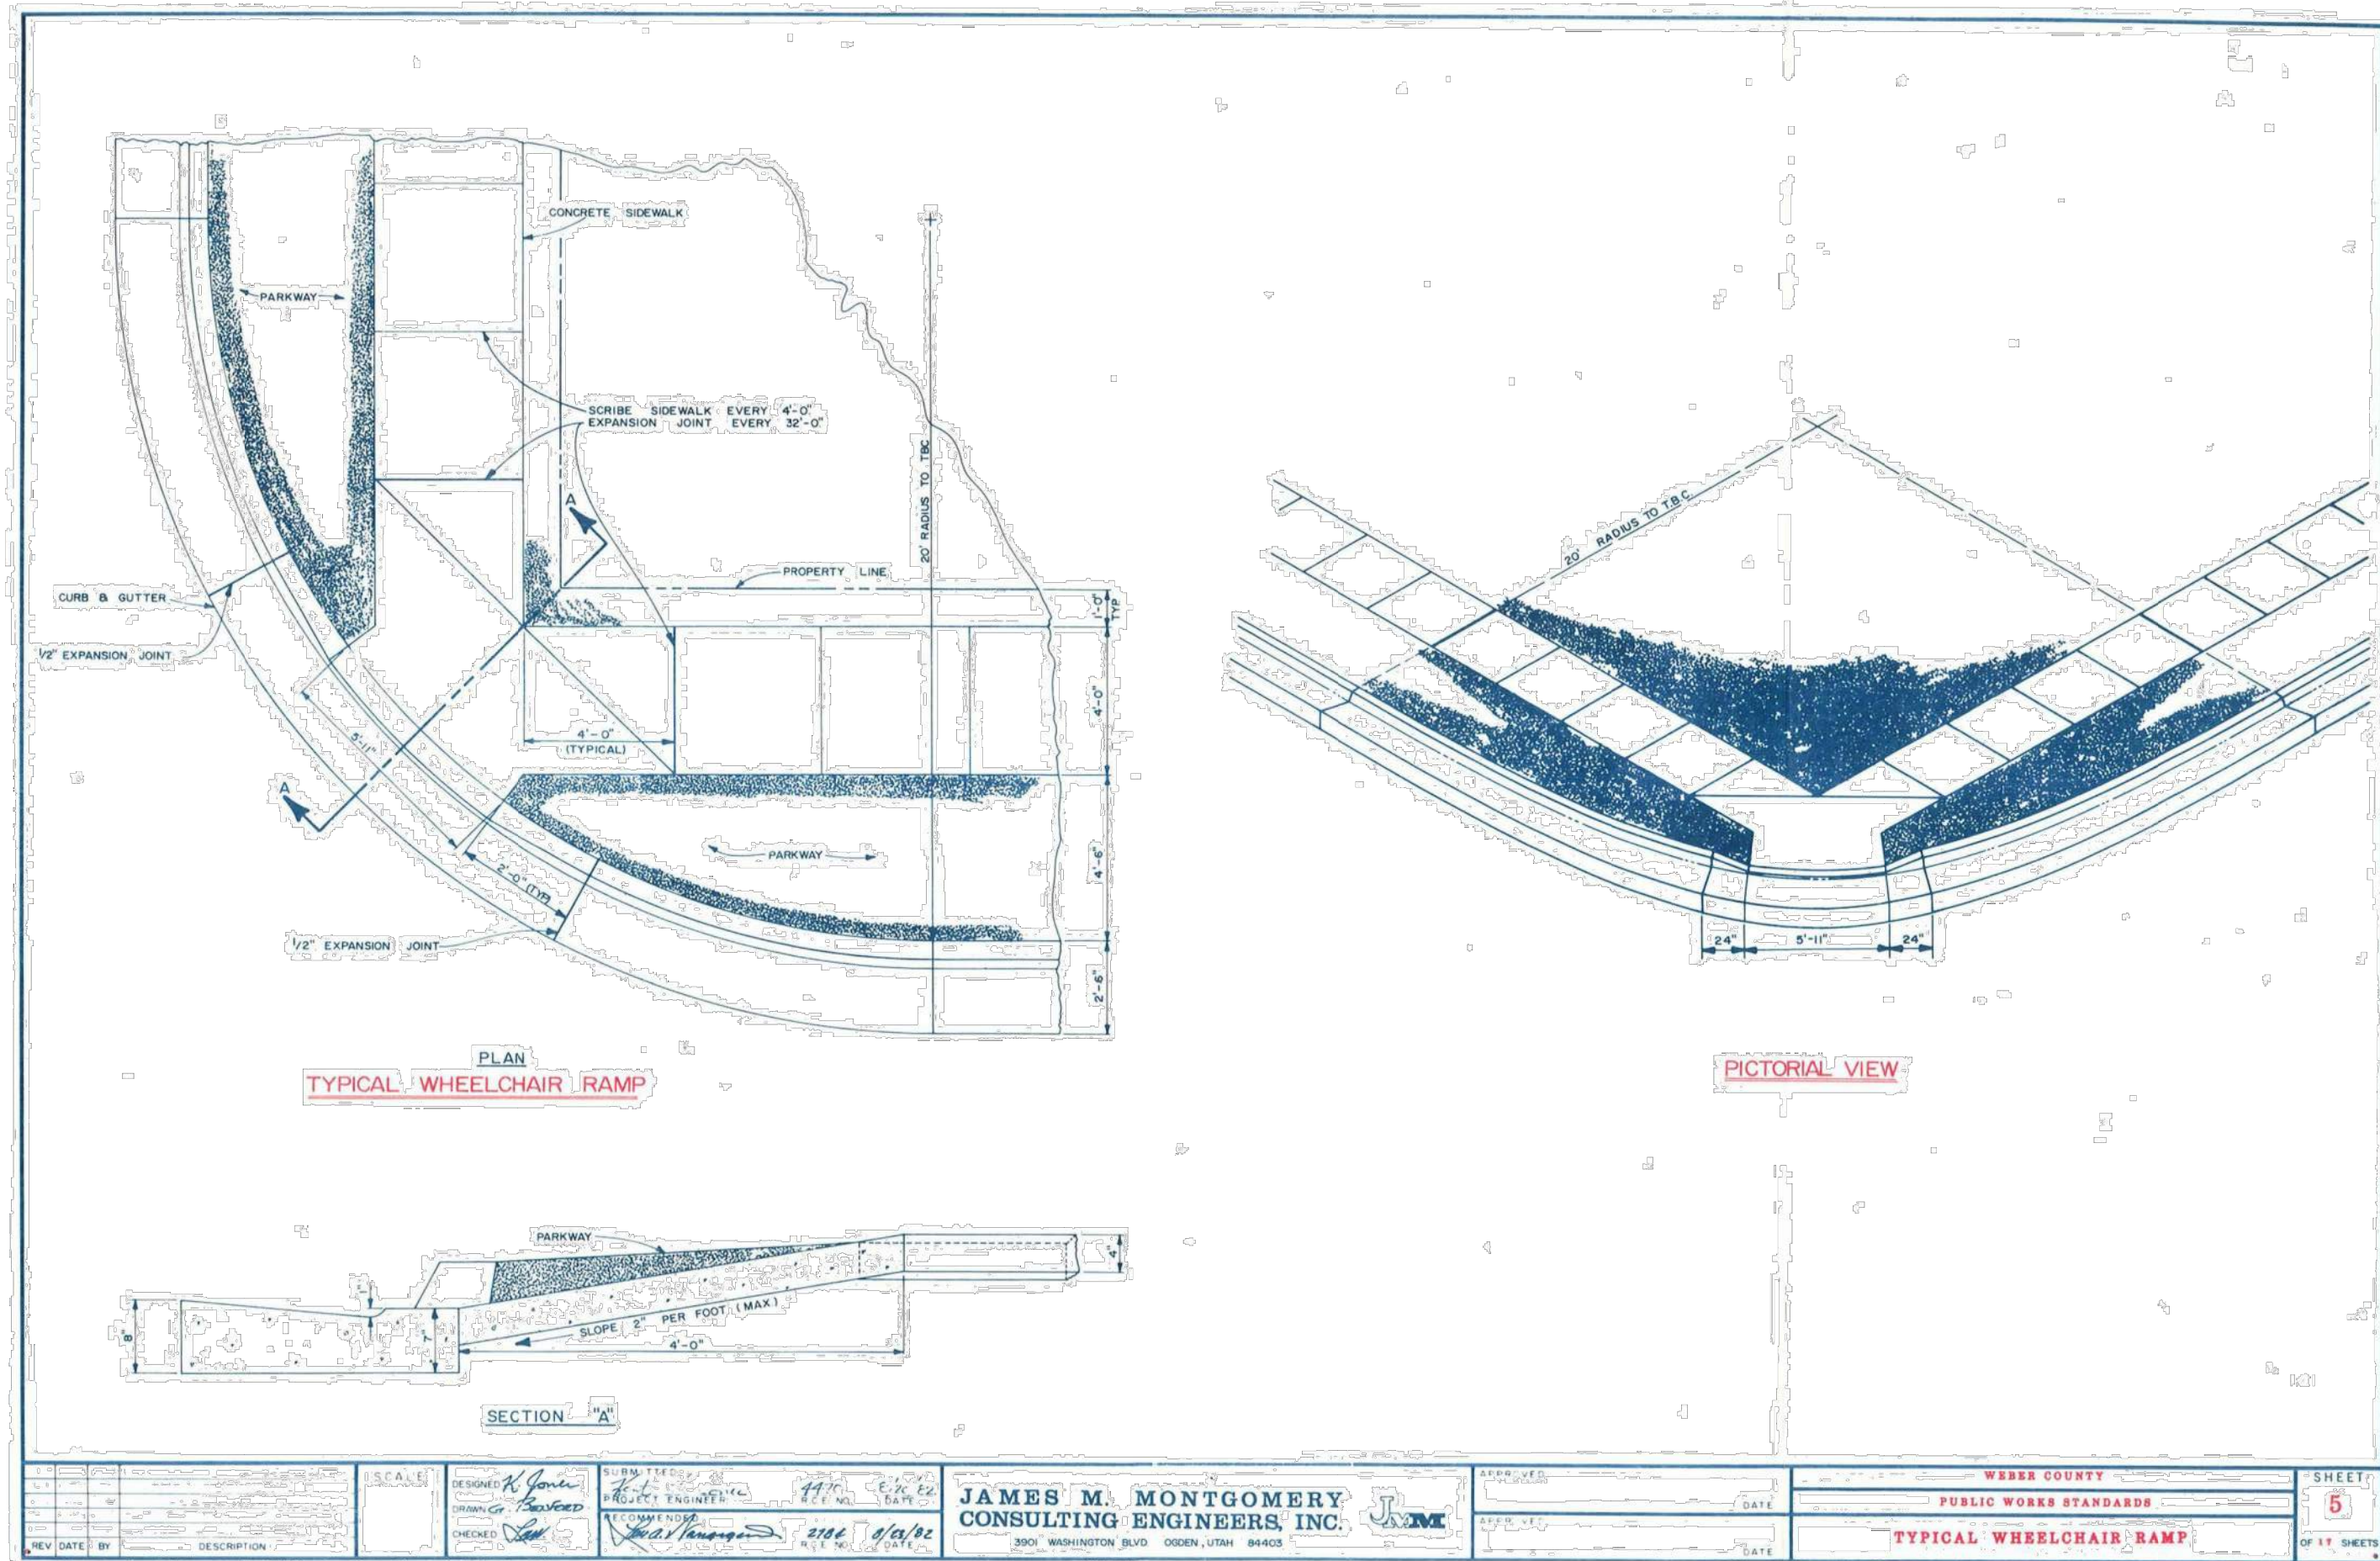 CONCRETE SIDEWALK
PARKWAY
SCRIBE SIDEWALK EVERY 4'-0"
EXPANSION JOINT EVERY 32'-0"
20' RADIUS TO TBC
A
PROPERTY LINE
1'-0"
TYP
CURB & GUTTER
1/2" EXPANSION JOINT
4'-0"
4'-0"
(TYPICAL)
5'-11"
A
PARKWAY
4'-6"
2'-0" (TYP)
1/2" EXPANSION JOINT
2'-6"
PLAN
TYPICAL WHEELCHAIR RAMP
20' RADIUS TO T.B.C.
24"
5'-11"
24"
PICTORIAL VIEW
PARKWAY
4"
8"
7"
SLOPE 2" PER FOOT (MAX)
4'-0"
SECTION "A"
REV DATE BY DESCRIPTION
SCALE
DESIGNED K. Jones
DRAWN G.
CHECKED
SUBMITTED
PROJECT ENGINEER
R.C.E. NO. DATE
RECOMMENDED
R.C.E. NO. DATE
JAMES M. MONTGOMERY
CONSULTING ENGINEERS, INC.
3901 WASHINGTON BLVD. OGDEN, UTAH 84403
JMM
APPROVED
DATE
APPROVED
DATE
WEBER COUNTY
PUBLIC WORKS STANDARDS
TYPICAL WHEELCHAIR RAMP
SHEET
5
OF 17 SHEETS